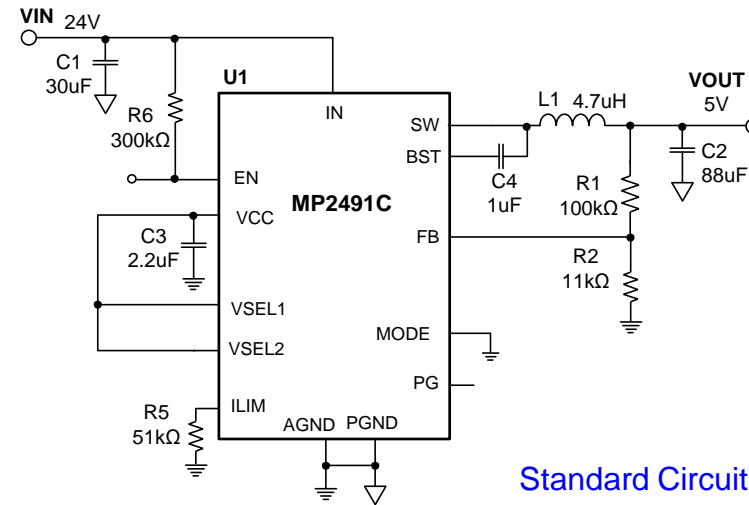 VIN 24V
C1
30uF
R6
300kΩ
U1
IN
EN
VCC
C3
2.2uF
VSEL1
VSEL2
ILIM
R5
51kΩ
MP2491C
AGND PGND
SW
BST
FB
MODE
PG
C4
1uF
L1 4.7uH
VOUT
5V
C2
88uF
R1
100kΩ
R2
11kΩ
Standard Circuit